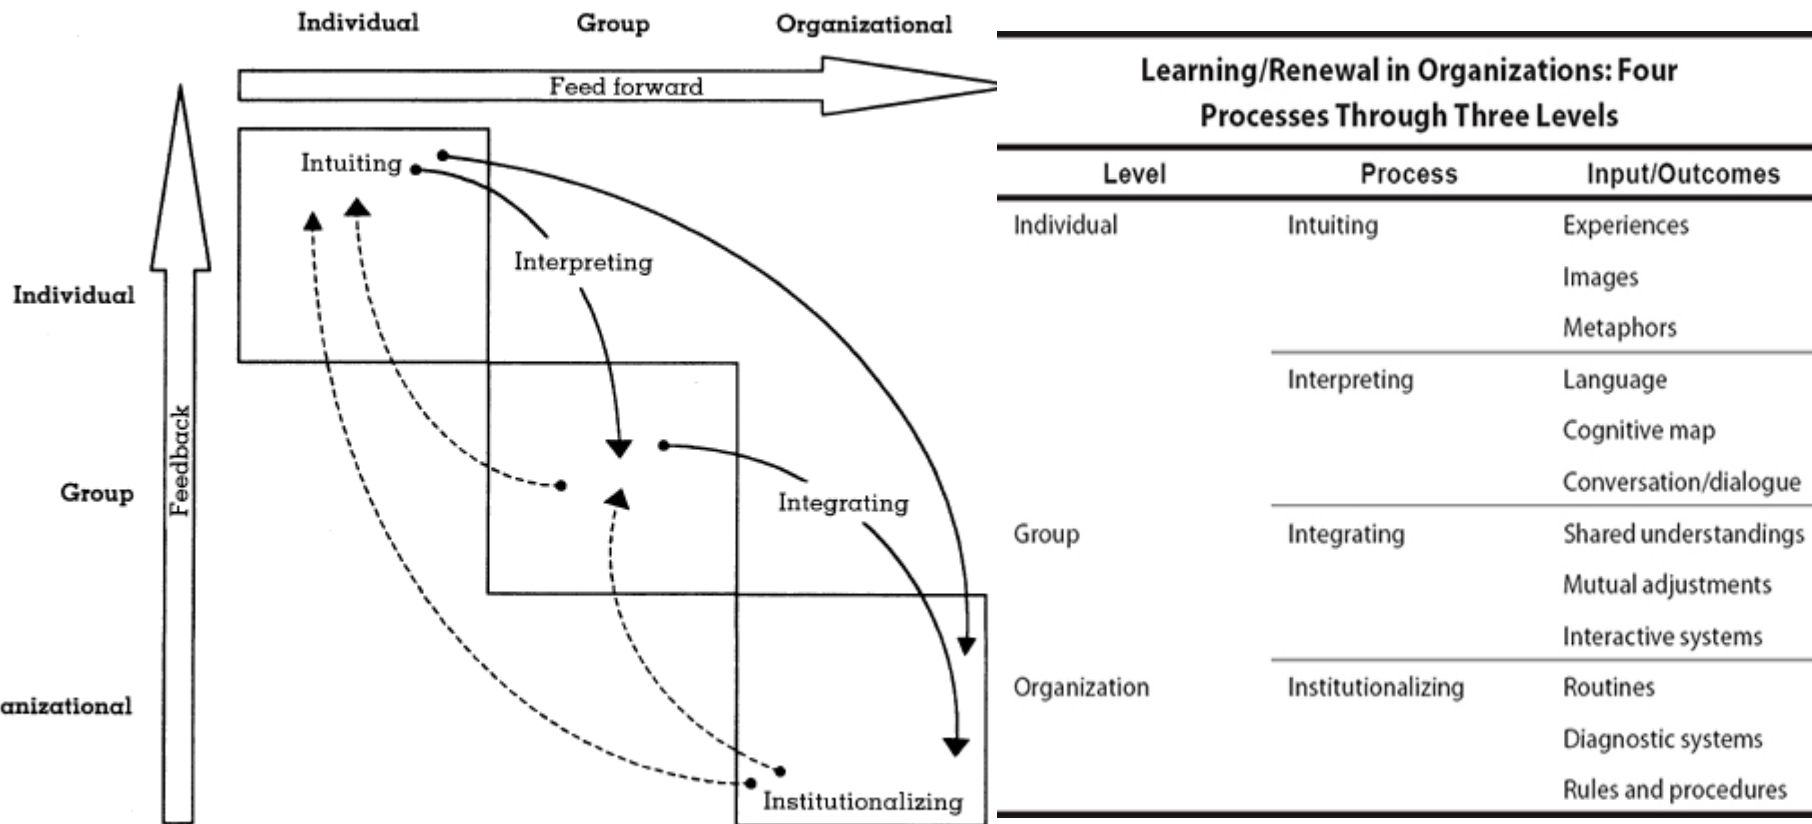 Individual Group Organizational
Feed forward
Intuiting
Interpreting
Individual
Feedback
Group
Integrating
anizational
Institutionalizing
Learning/Renewal in Organizations: Four
Processes Through Three Levels
Level Process Input/Outcomes
Individual Intuiting Experiences
Images
Metaphors
Interpreting Language
Cognitive map
Conversation/dialogue
Group Integrating Shared understandings
Mutual adjustments
Interactive systems
Organization Institutionalizing Routines
Diagnostic systems
Rules and procedures